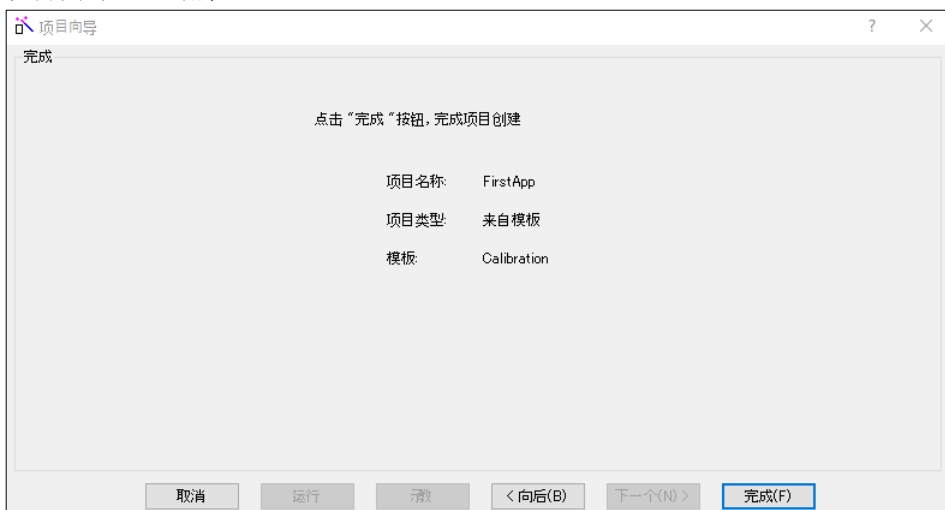 项目向导
?
完成
点击 "完成 "按钮, 完成项目创建
项目名称: FirstApp
项目类型: 来自模板
模板: Calibration
取消 运行 示教 < 向后(B) 下一个(N) > 完成(F)